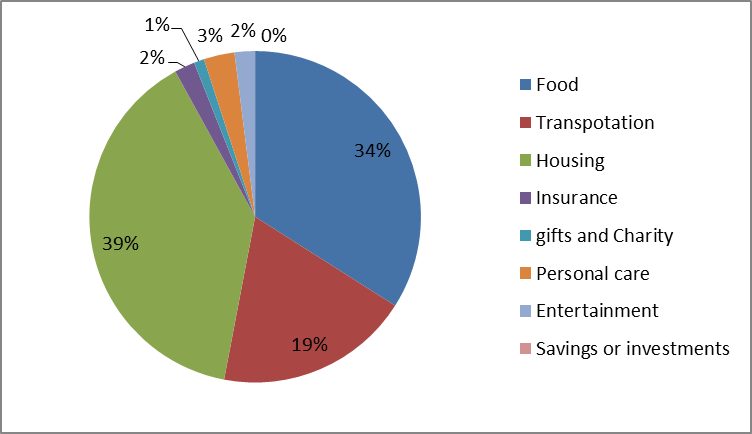 1%
3%
2%
0%
2%
34%
39%
19%
Food
Transpotation
Housing
Insurance
gifts and Charity
Personal care
Entertainment
Savings or investments